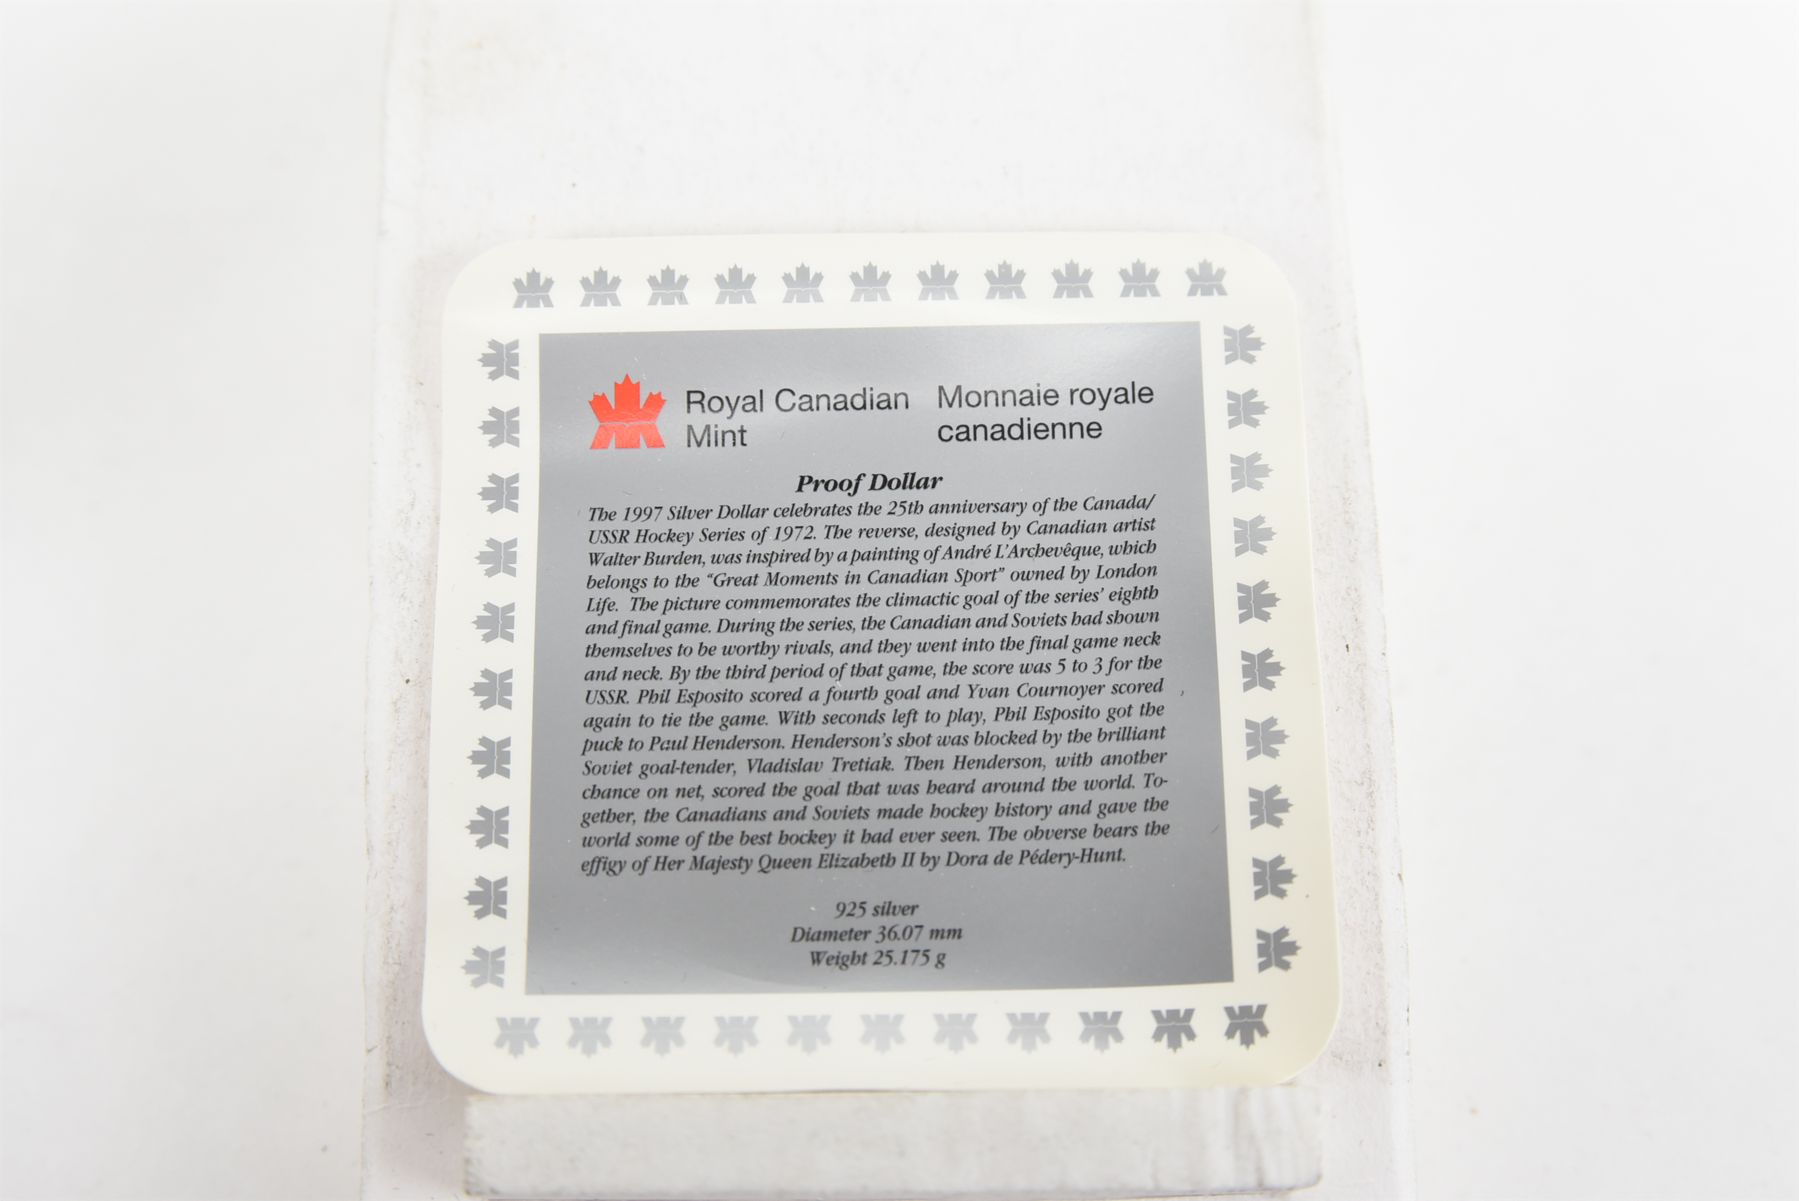 Royal Canadian Mint
Monnaie royale canadienne
Proof Dollar
The 1997 Silver Dollar celebrates the 25th anniversary of the Canada/
USSR Hockey Series of 1972. The reverse, designed by Canadian artist
Walter Burden, was inspired by a painting of André L'Archevêque, which
belongs to the "Great Moments in Canadian Sport" owned by London
Life. The picture commemorates the climactic goal of the series' eighth
and final game. During the series, the Canadian and Soviets had shown
themselves to be worthy rivals, and they went into the final game neck
and neck. By the third period of that game, the score was 5 to 3 for the
USSR. Phil Esposito scored a fourth goal and Yvan Cournoyer scored
again to tie the game. With seconds left to play, Phil Esposito got the
puck to Paul Henderson. Henderson's shot was blocked by the brilliant
Soviet goal-tender, Vladislav Tretiak. Then Henderson, with another
chance on net, scored the goal that was heard around the world. To-
gether, the Canadians and Soviets made hockey history and gave the
world some of the best hockey it had ever seen. The obverse bears the
effigy of Her Majesty Queen Elizabeth II by Dora de Pédery-Hunt.
925 silver
Diameter 36.07 mm
Weight 25.175 g